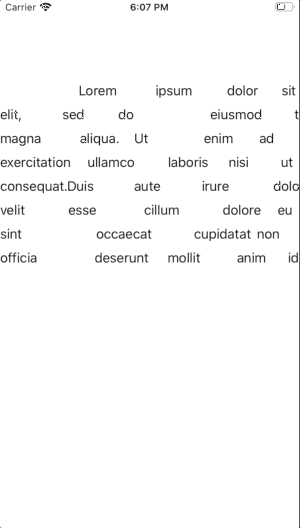 Carrier 6:07 PM
Lorem ipsum dolor sit
elit, sed do eiusmod t
magna aliqua. Ut enim ad
exercitation ullamco laboris nisi ut
consequat.Duis aute irure dolo
velit esse cillum dolore eu
sint occaecat cupidatat non
officia deserunt mollit anim id